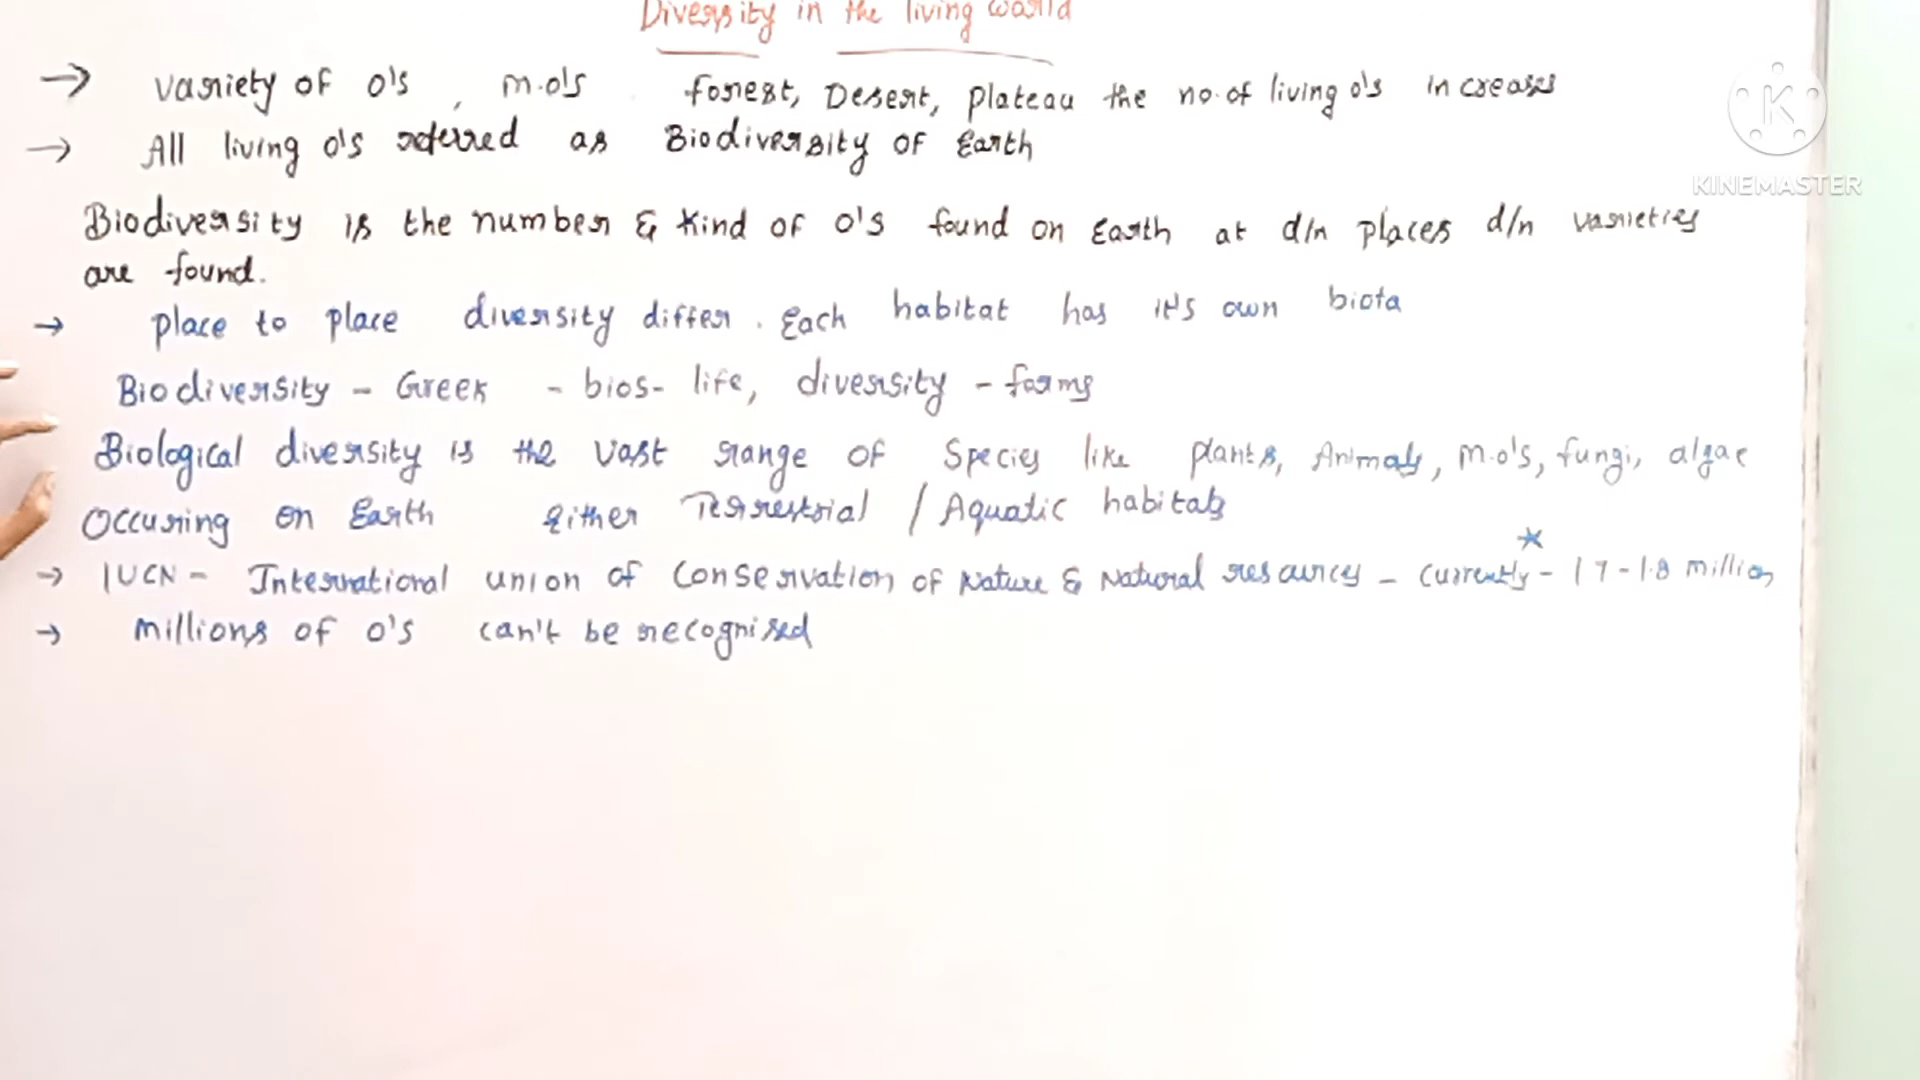 Diversity in the living world
→ Variety of o's, m.o's forest, Desert, plateau the no. of living o's increases
→ All living o's referred as Biodiversity of Earth
Biodiversity is the number & kind of o's found on Earth at d/n places d/n varieties
are found.
→ place to place diversity differ. Each habitat has it's own biota
Biodiversity - Greek - bios - life, diversity - forms
Biological diversity is the vast range of Species like plants, Animals, m.o's, fungi, algae
Occuring on Earth either Terrestrial / Aquatic habitats
→ IUCN - International union of Conservation of Nature & Natural resources - Currently - 1 7 - 1.8 million
→ millions of o's can't be recognised
K
KINEMASTER